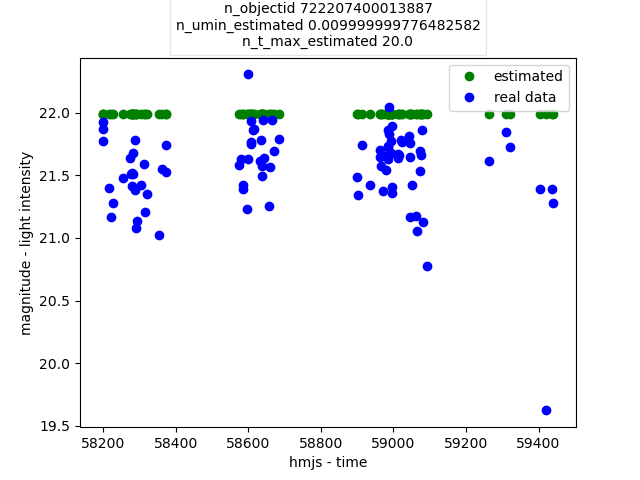 n_objectid 722207400013887
n_umin_estimated 0.009999999776482582
n_t_max_estimated 20.0
estimated
real data
22.0
21.5
21.0
20.5
20.0
19.5
magnitude - light intensity
58200 58400 58600 58800 59000 59200 59400
hmjs - time